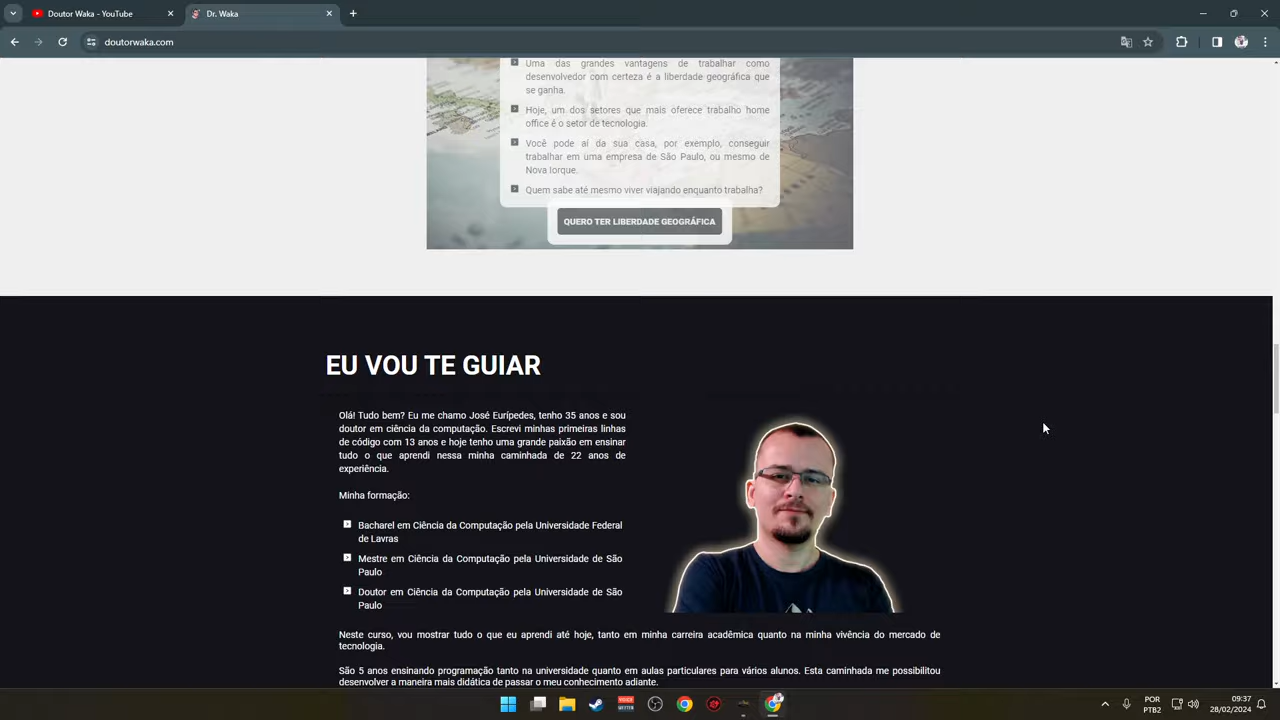 Doutor Waka - YouTube
Dr. Waka
doutorwaka.com
Uma das grandes vantagens de trabalhar como
desenvolvedor com certeza é a liberdade geográfica que
se ganha.
Hoje, um dos setores que mais oferece trabalho home
office é o setor de tecnologia.
Você pode aí da sua casa, por exemplo, conseguir
trabalhar em uma empresa de São Paulo, ou mesmo de
Nova Iorque.
Quem sabe até mesmo viver viajando enquanto trabalha?
QUERO TER LIBERDADE GEOGRÁFICA
EU VOU TE GUIAR
Olá! Tudo bem? Eu me chamo José Eurípedes, tenho 35 anos e sou
doutor em ciência da computação. Escrevi minhas primeiras linhas
de código com 13 anos e hoje tenho uma grande paixão em ensinar
tudo o que aprendi nessa minha caminhada de 22 anos de
experiência.
Minha formação:
Bacharel em Ciência da Computação pela Universidade Federal
de Lavras
Mestre em Ciência da Computação pela Universidade de São
Paulo
Doutor em Ciência da Computação pela Universidade de São
Paulo
Neste curso, vou mostrar tudo o que eu aprendi até hoje, tanto em minha carreira acadêmica quanto na minha vivência do mercado de
tecnologia.
São 5 anos ensinando programação tanto na universidade quanto em aulas particulares para vários alunos. Esta caminhada me possibilitou
desenvolver a maneira mais didática de passar o meu conhecimento adiante.
POR
PTB2
09:37
28/02/2024